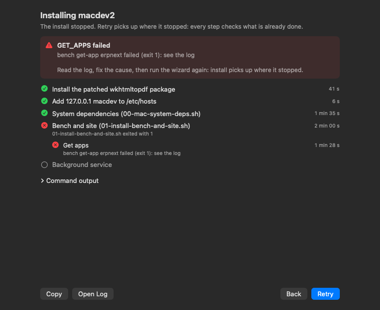 Installing macdev2
The install stopped. Retry picks up where it stopped: every step checks what is already done.
GET_APPS failed
bench get-app erpnext failed (exit 1): see the log
Read the log, fix the cause, then run the wizard again: install picks up where it stopped.
Install the patched wkhtmltopdf package 41 s
Add 127.0.0.1 macdev to /etc/hosts 6 s
System dependencies (00-mac-system-deps.sh) 1 min 35 s
Bench and site (01-install-bench-and-site.sh) 2 min 00 s
01-install-bench-and-site.sh exited with 1
Get apps 1 min 28 s
bench get-app erpnext failed (exit 1): see the log
Background service
Command output
Copy Open Log Back Retry